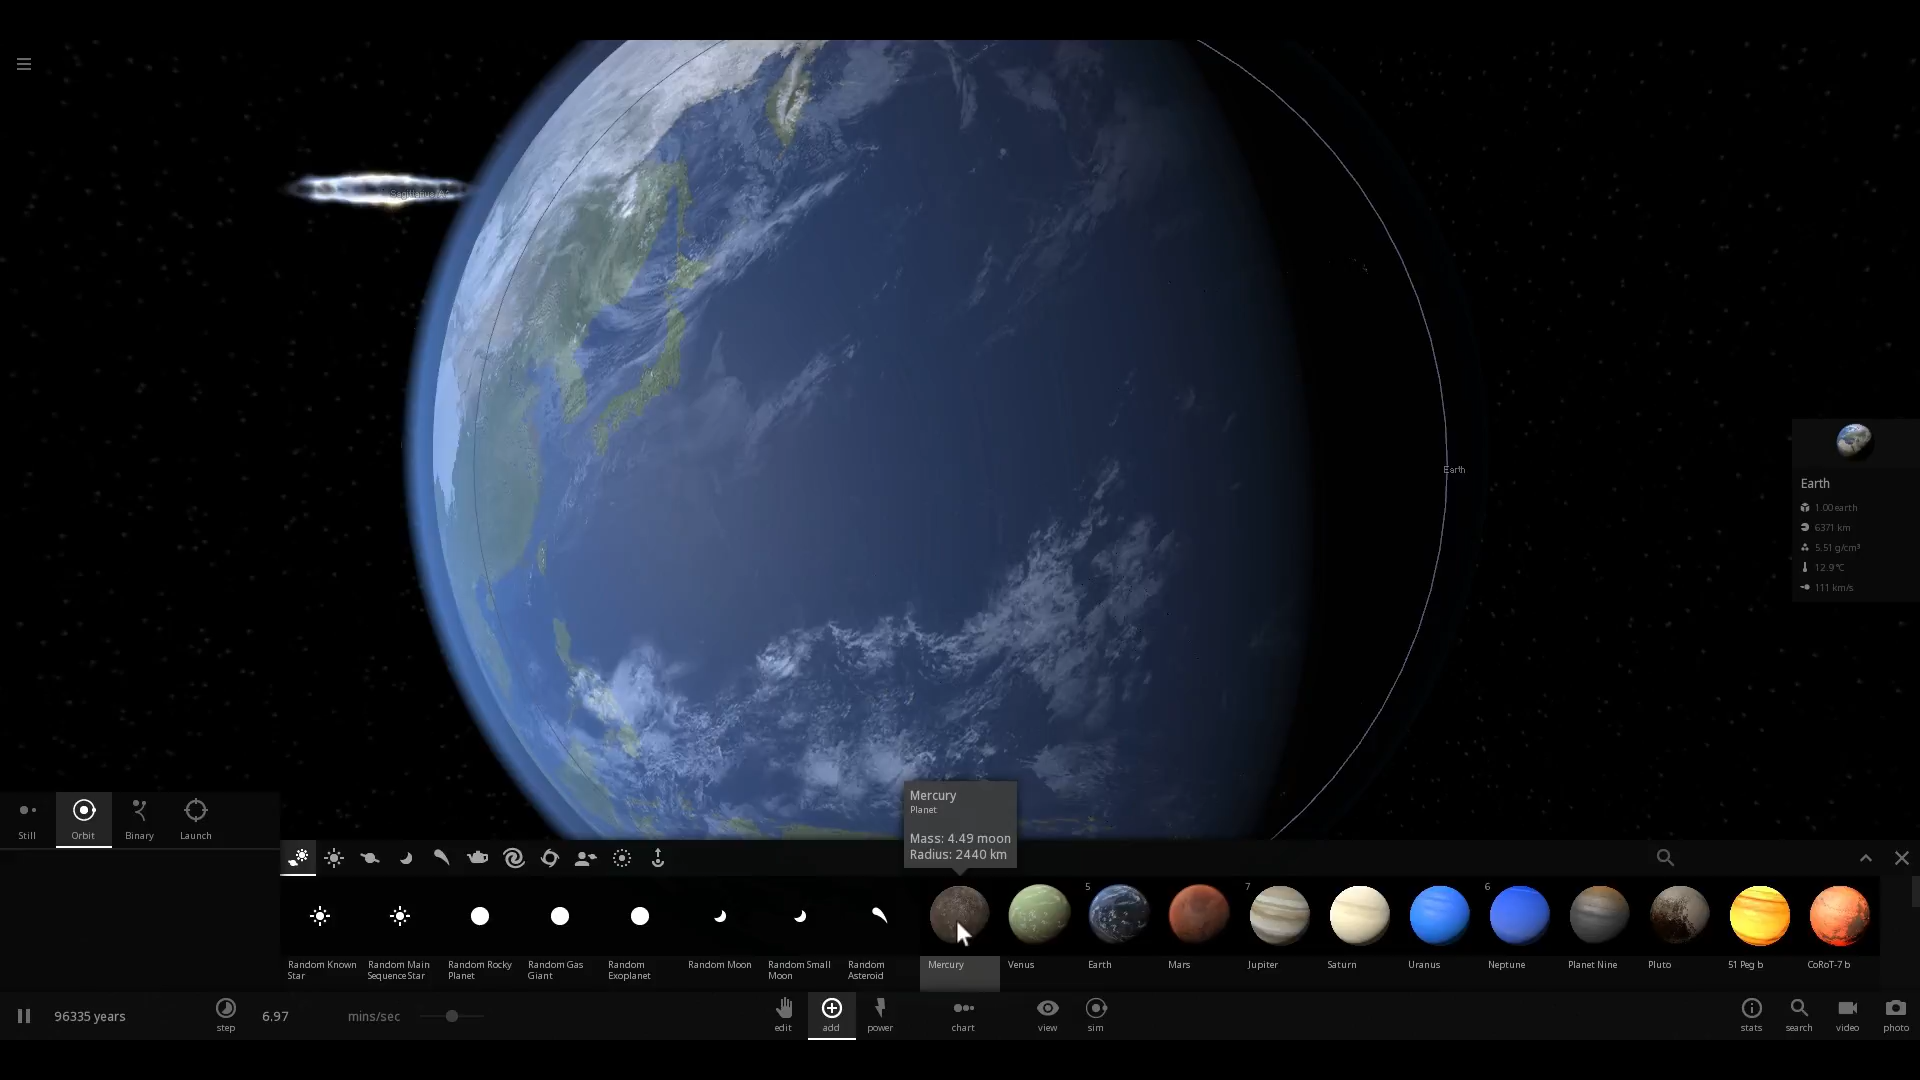 Sagittarius A*
Earth
Earth
1.00 earth
6371 km
5.51 g/cm³
12.9 °C
111 km/s
Mercury
Planet
Mass: 4.49 moon
Radius: 2440 km
Still
Orbit
Binary
Launch
5
7
6
Random Known
Star
Random Main
Sequence Star
Random Rocky
Planet
Random Gas
Giant
Random
Exoplanet
Random Moon
Random Small
Moon
Random
Asteroid
Mercury
Venus
Earth
Mars
Jupiter
Saturn
Uranus
Neptune
Planet Nine
Pluto
51 Peg b
CoRoT-7 b
96335 years
step
6.97
mins/sec
edit
add
power
chart
view
sim
stats
search
video
photo